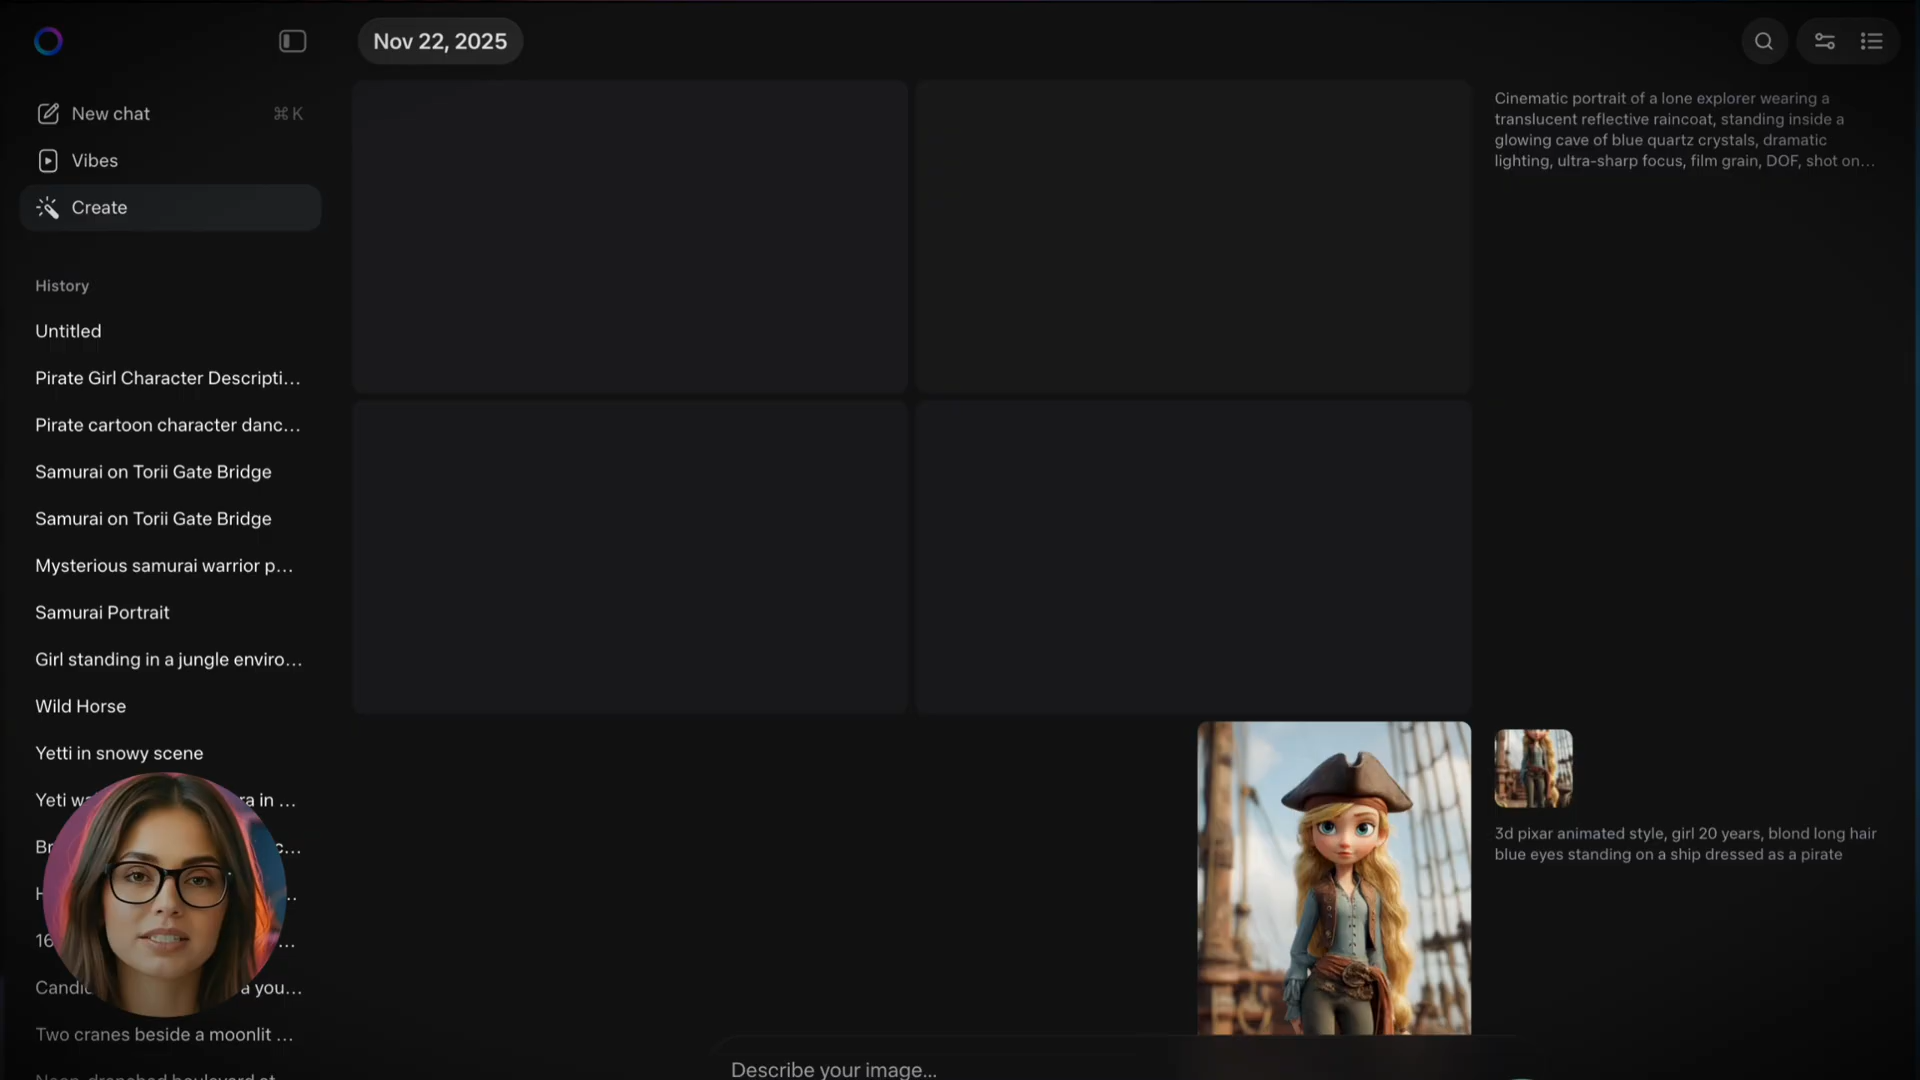 Nov 22, 2025
New chat
⌘ K
Vibes
Create
History
Untitled
Pirate Girl Character Descripti...
Pirate cartoon character danc...
Samurai on Torii Gate Bridge
Samurai on Torii Gate Bridge
Mysterious samurai warrior p...
Samurai Portrait
Girl standing in a jungle enviro...
Wild Horse
Yetti in snowy scene
Yeti
in ...
Two cranes beside a moonlit ...
Cinematic portrait of a lone explorer wearing a
translucent reflective raincoat, standing inside a
glowing cave of blue quartz crystals, dramatic
lighting, ultra-sharp focus, film grain, DOF, shot on...
3d pixar animated style, girl 20 years, blond long hair
blue eyes standing on a ship dressed as a pirate
Describe your image...